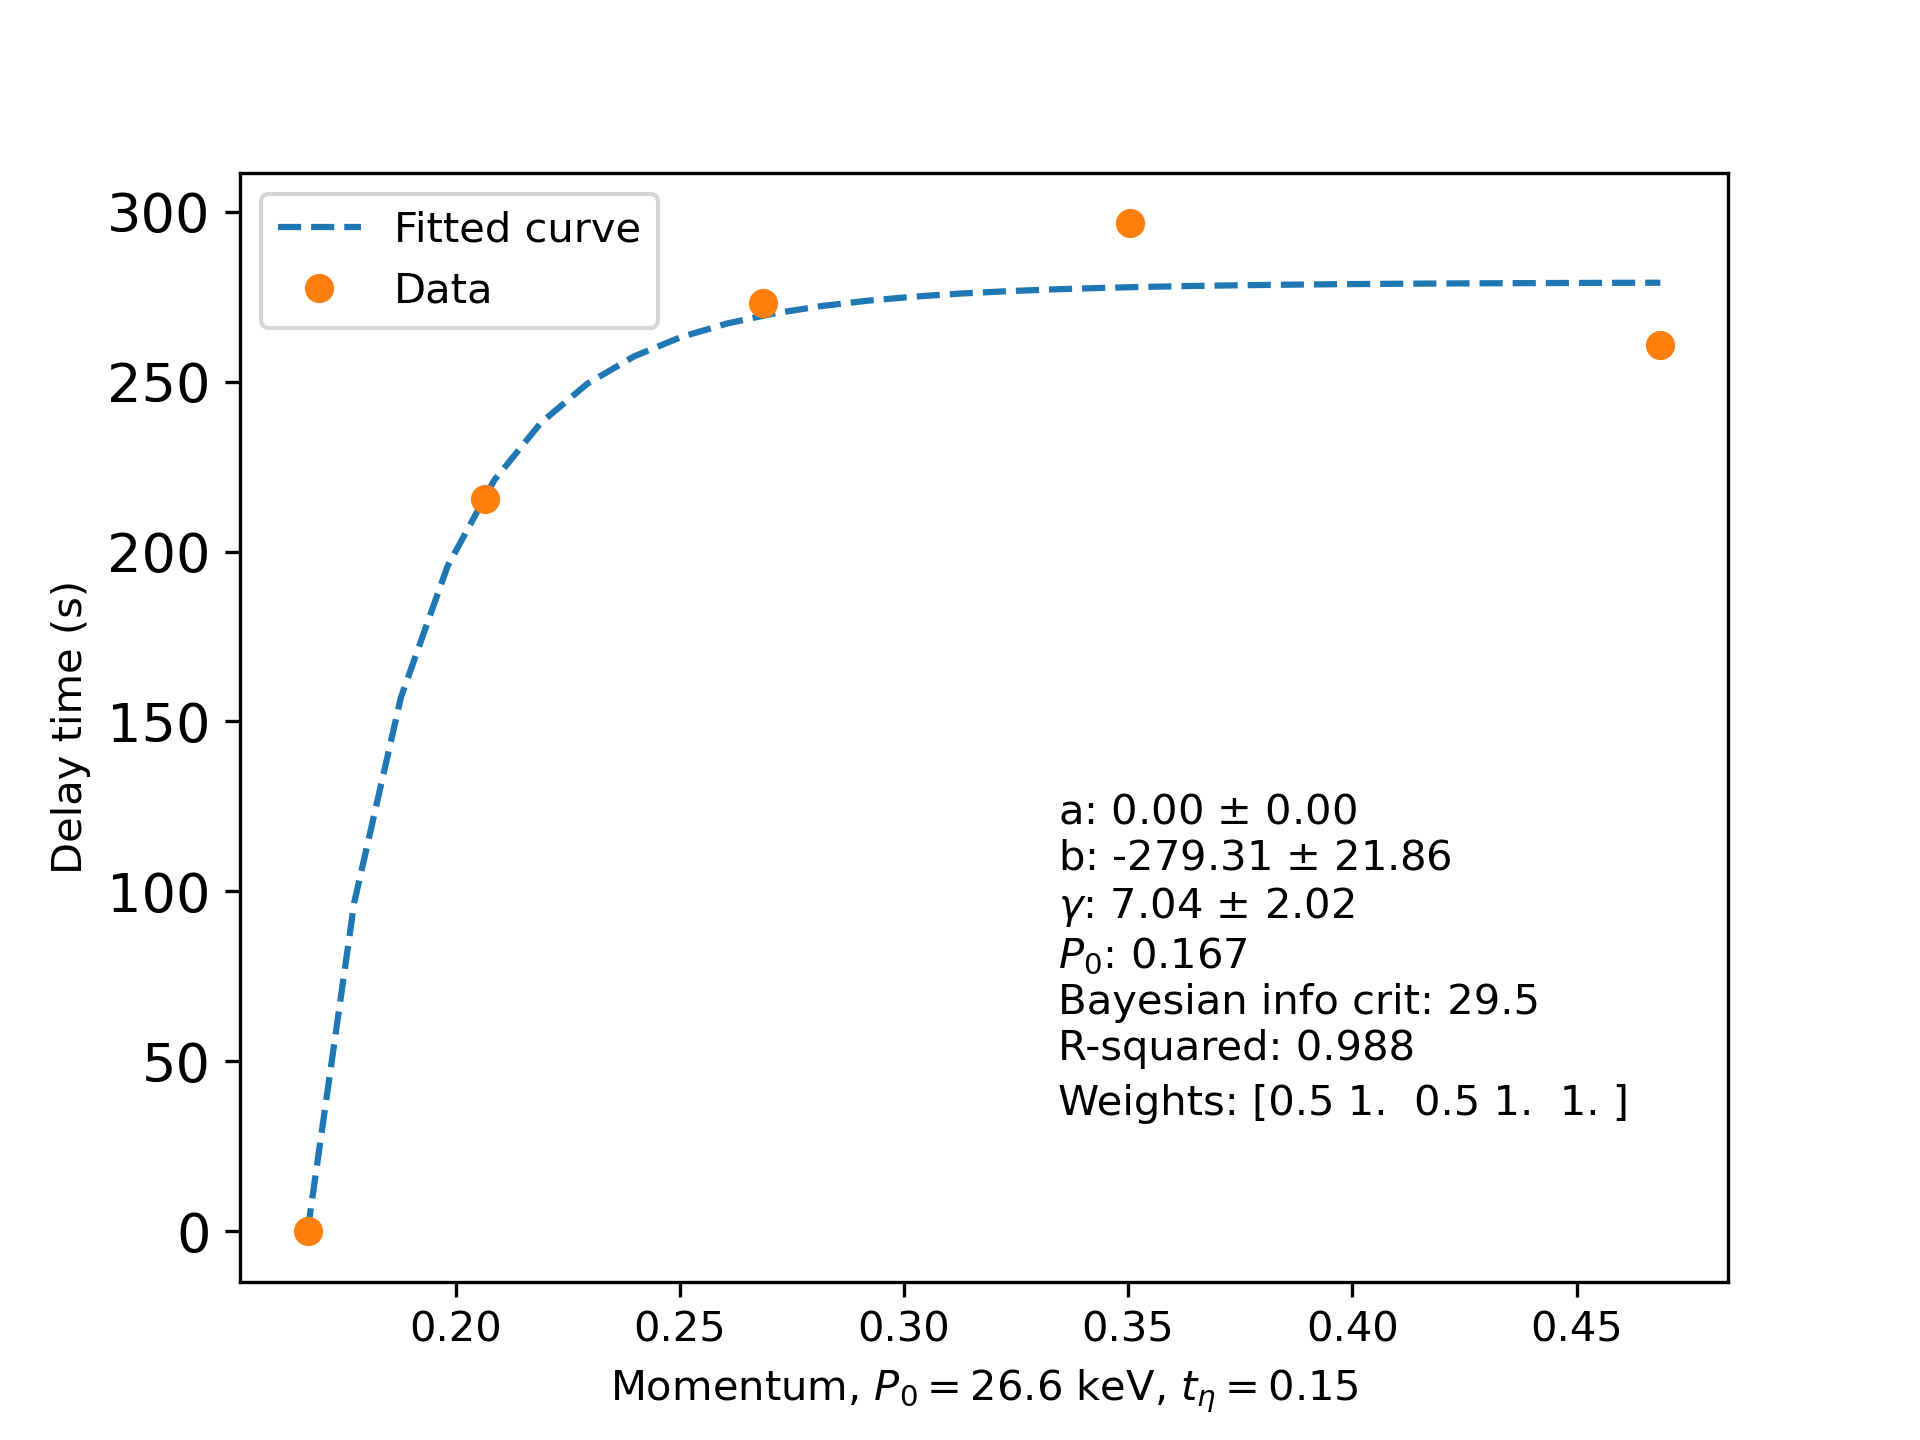 Fitted curve
Data
300
250
200
150
100
50
0
Delay time (s)
a: 0.00 ± 0.00
b: -279.31 ± 21.86
γ: 7.04 ± 2.02
P₀: 0.167
Bayesian info crit: 29.5
R-squared: 0.988
Weights: [0.5 1.  0.5 1.  1. ]
0.20 0.25 0.30 0.35 0.40 0.45
Momentum, P₀ = 26.6 keV, t_η = 0.15